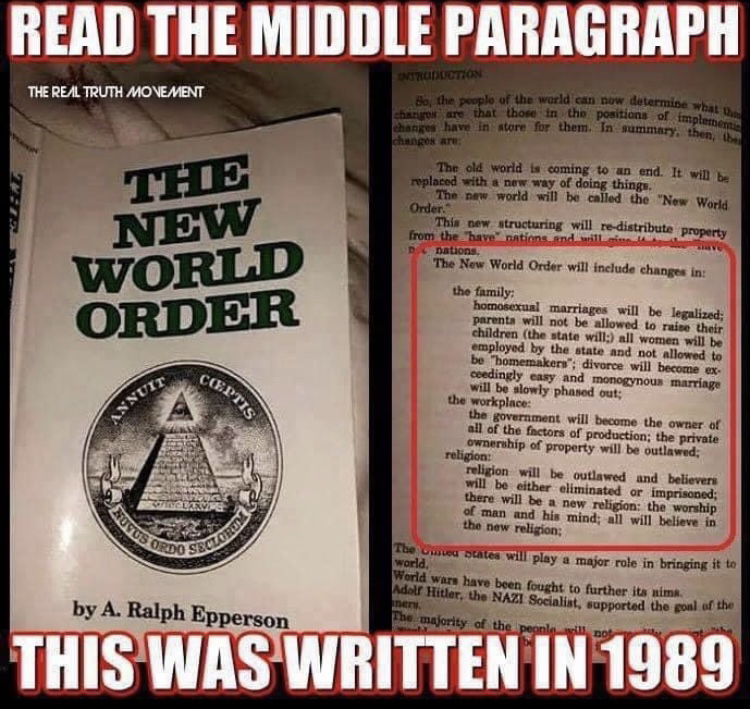 READ THE MIDDLE PARAGRAPH
THE REAL TRUTH MOVEMENT
THE
NEW
WORLD
ORDER
ANNUIT CŒPTIS
NOVUS ORDO SECLORUM
by A. Ralph Epperson
INTRODUCTION
So, the people of the world can now determine what
changes are that those in the positions of
changes have in store for them. In summary, then,
changes are:
The old world is coming to an end. It will be
replaced with a new way of doing things.
The new world will be called the "New World
Order."
This new structuring will re-distribute property
from the "have" nations and will
nations.
The New World Order will include changes in:
the family:
homosexual marriages will be legalized;
parents will not be allowed to raise their
children (the state will;) all women will be
employed by the state and not allowed to
be "homemakers"; divorce will become ex-
ceedingly easy and monogynous marriage
will be slowly phased out;
the workplace:
the government will become the owner of
all of the factors of production; the private
ownership of property will be outlawed;
religion:
religion will be outlawed and believers
will be either eliminated or imprisoned;
there will be a new religion: the worship
of man and his mind; all will believe in
the new religion;
The United States will play a major role in bringing it to
world.
World wars have been fought to further its aims.
Adolf Hitler, the NAZI Socialist, supported the goal of the
The majority of the people will not
THIS WAS WRITTEN IN 1989